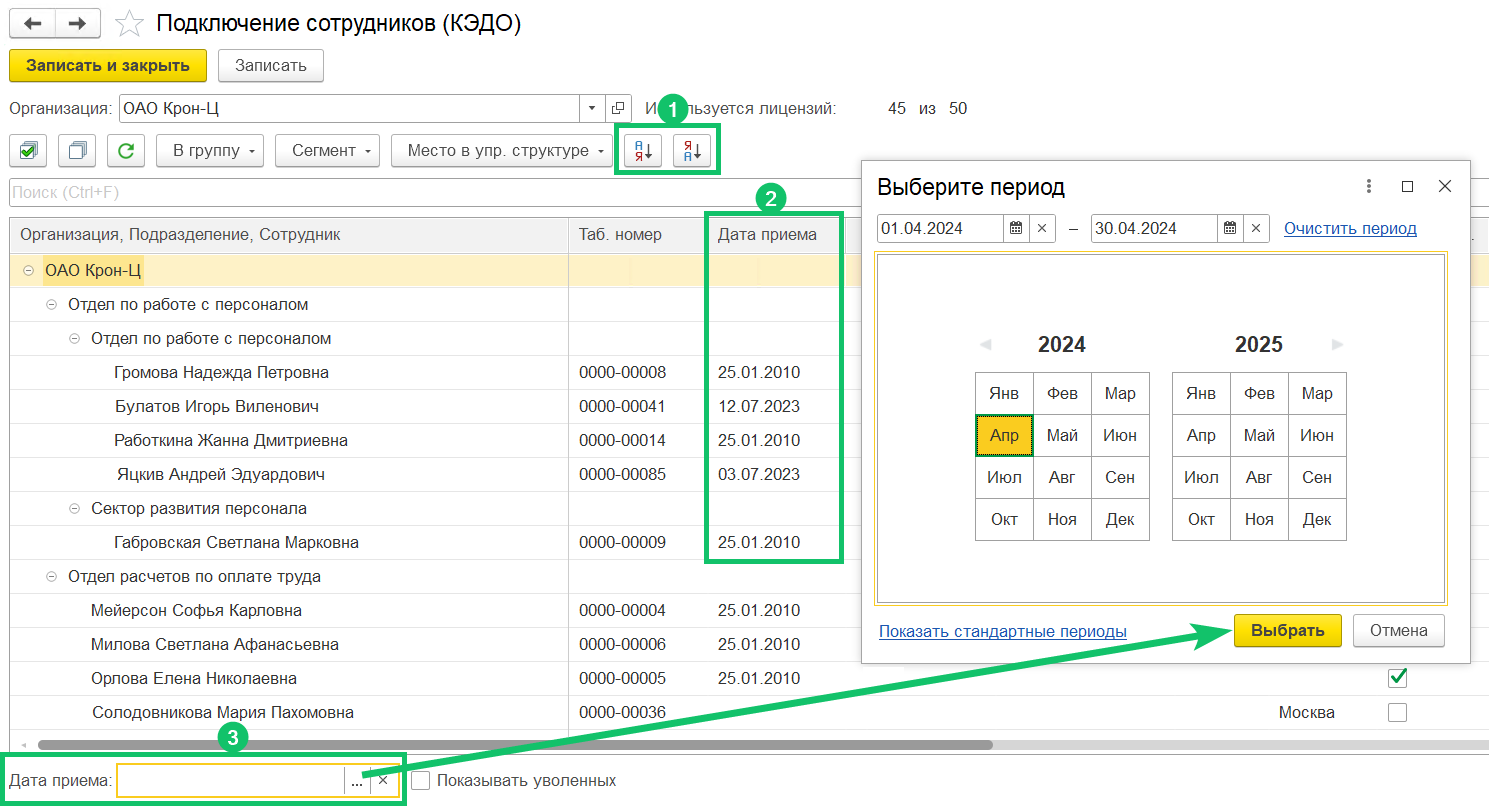 Подключение сотрудников (КЭДО)
Записать и закрыть Записать
Организация: ОАО Крон-Ц 45 из 50
лицензий:
1
В группу Сегмент Место в упр. структуре А Я Я А
Поиск (Ctrl+F)
2
Организация, Подразделение, Сотрудник Таб. номер Дата приема
ОАО Крон-Ц
Отдел по работе с персоналом
Отдел по работе с персоналом
Громова Надежда Петровна 0000-00008 25.01.2010
Булатов Игорь Виленович 0000-00041 12.07.2023
Работкина Жанна Дмитриевна 0000-00014 25.01.2010
Яцкив Андрей Эдуардович 0000-00085 03.07.2023
Сектор развития персонала
Габровская Светлана Марковна 0000-00009 25.01.2010
Отдел расчетов по оплате труда
Мейерсон Софья Карловна 0000-00004 25.01.2010
Милова Светлана Афанасьевна 0000-00006 25.01.2010
Орлова Елена Николаевна 0000-00005 25.01.2010
Солодовникова Мария Пахомовна 0000-00036 Москва
3
Дата приема: ... Показывать уволенных
Выберите период
01.04.2024 – 30.04.2024 Очистить период
2024 2025
Янв Фев Мар Янв Фев Мар
Апр Май Июн Апр Май Июн
Июл Авг Сен Июл Авг Сен
Окт Ноя Дек Окт Ноя Дек
Показать стандартные периоды Выбрать Отмена